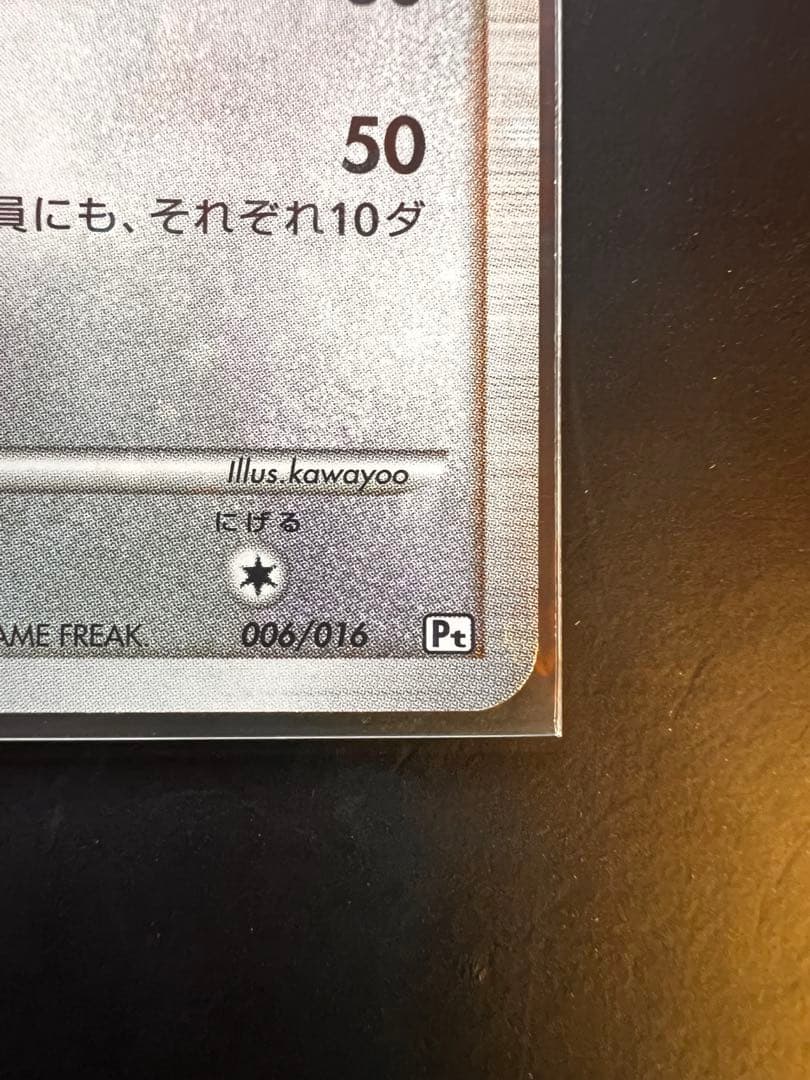 50
員にも、それぞれ10ダ
Illus.kawayoo
にげる
AME FREAK.
006/016
Pt